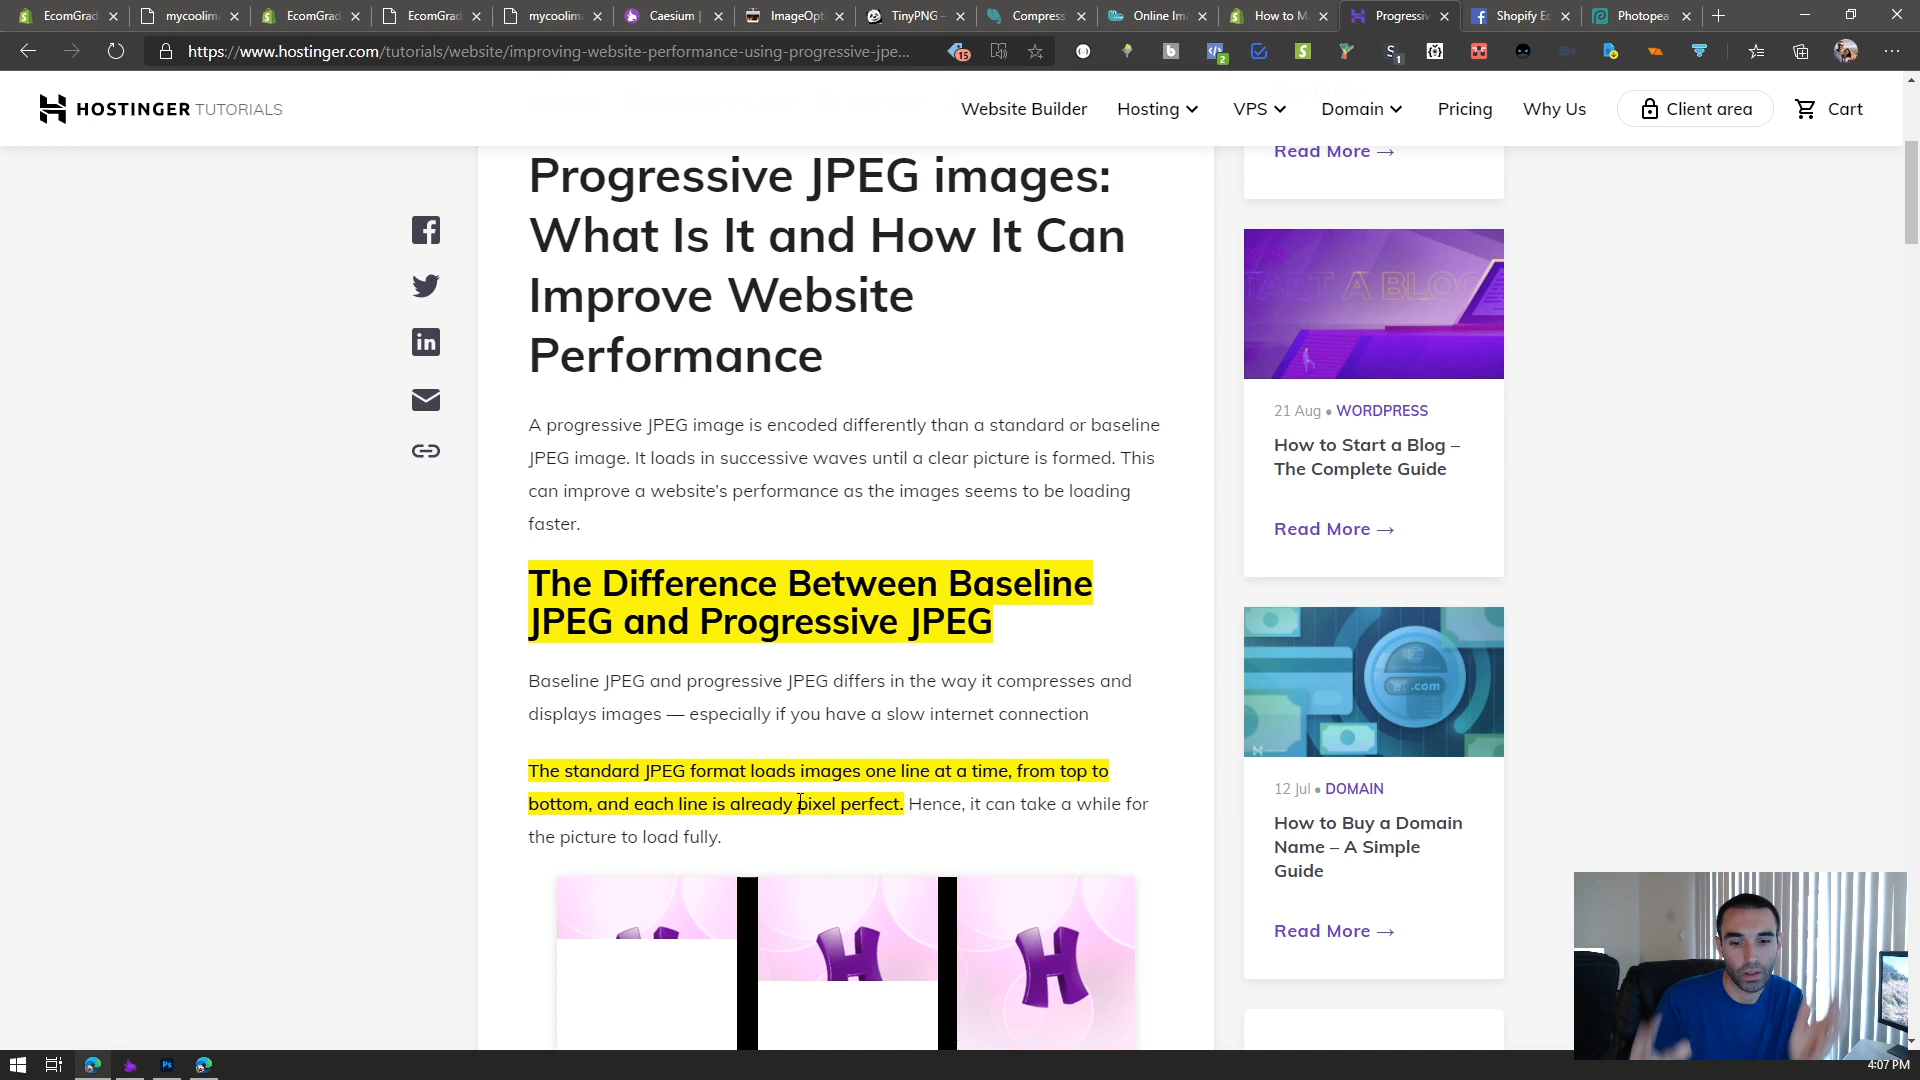 EcomGrad
mycoolim
EcomGrad
EcomGrad
mycoolim
Caesium |
ImageOpt
TinyPNG –
Compress
Online Im
How to M
Progressiv
Shopify Ec
Photopea
https://www.hostinger.com/tutorials/website/improving-website-performance-using-progressive-jpe...
15
2
1
HOSTINGER TUTORIALS
Website Builder
Hosting
VPS
Domain
Pricing
Why Us
Client area
Cart
Progressive JPEG images:
What Is It and How It Can
Improve Website
Performance
A progressive JPEG image is encoded differently than a standard or baseline
JPEG image. It loads in successive waves until a clear picture is formed. This
can improve a website’s performance as the images seems to be loading
faster.
The Difference Between Baseline
JPEG and Progressive JPEG
Baseline JPEG and progressive JPEG differs in the way it compresses and
displays images — especially if you have a slow internet connection
The standard JPEG format loads images one line at a time, from top to
bottom, and each line is already pixel perfect. Hence, it can take a while for
the picture to load fully.
Read More →
TART A BLOG
21 Aug • WORDPRESS
How to Start a Blog –
The Complete Guide
Read More →
.com
12 Jul • DOMAIN
How to Buy a Domain
Name – A Simple
Guide
Read More →
Ps
4:07 PM